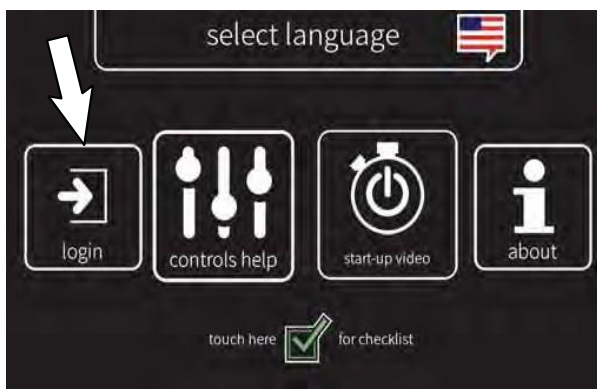 select language
login
controls help
start-up video
about
touch here for checklist